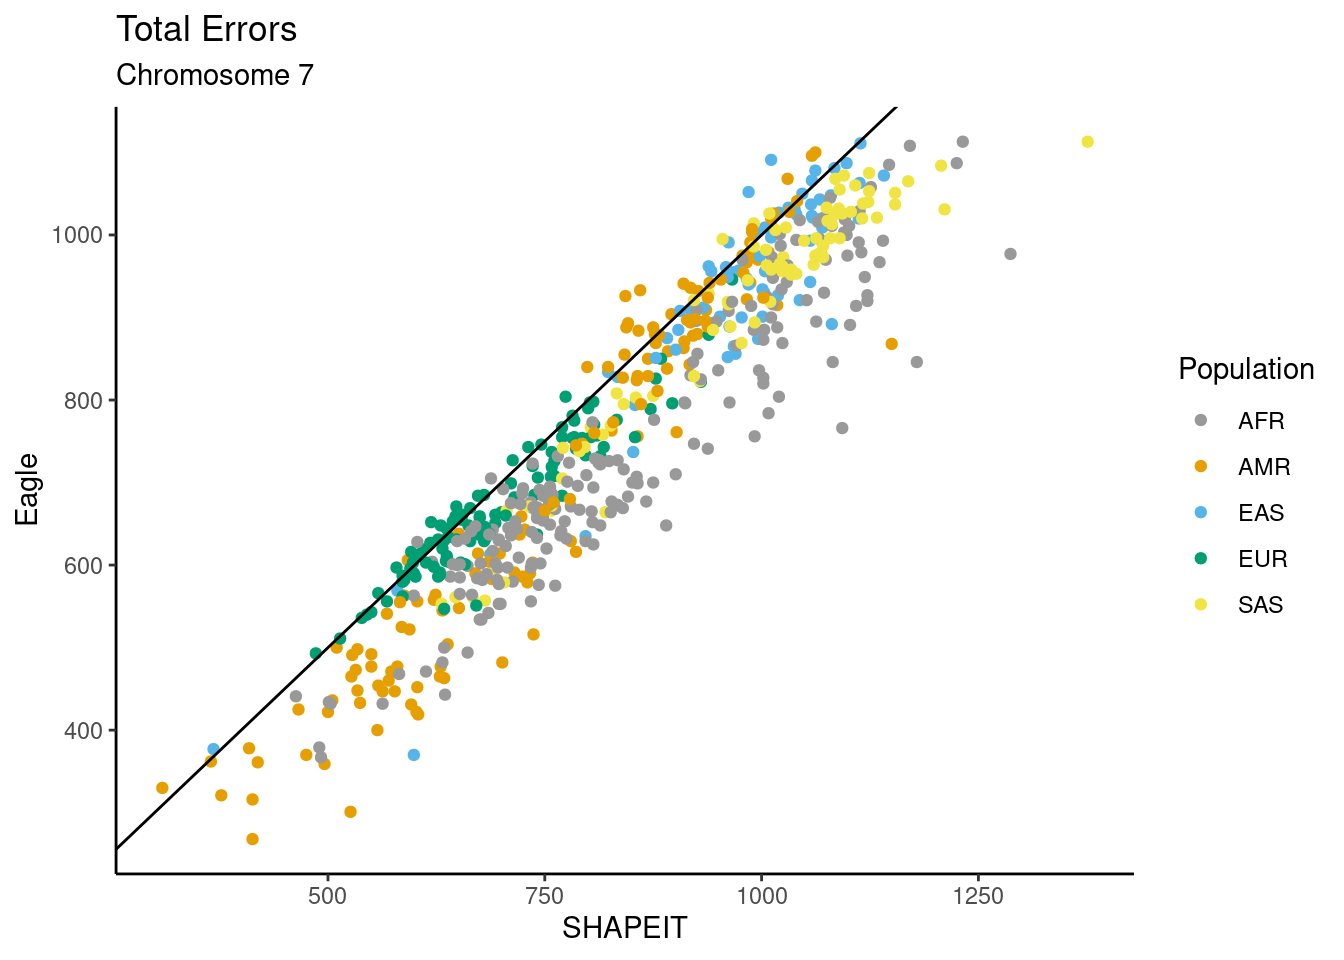 Total Errors
Chromosome 7
Eagle
1000
800
600
400
500
750
1000
1250
SHAPEIT
Population
AFR
AMR
EAS
EUR
SAS